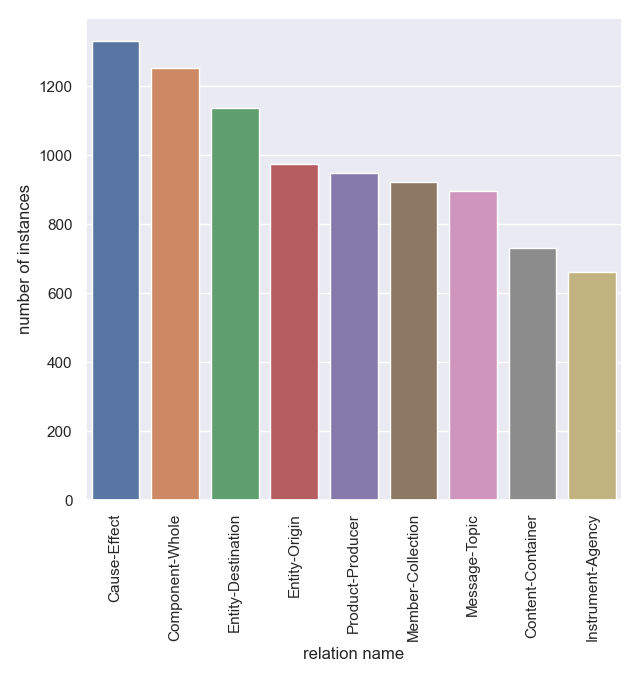 number of instances
1200
1000
800
600
400
200
0
Cause-Effect
Component-Whole
Entity-Destination
Entity-Origin
Product-Producer
Member-Collection
Message-Topic
Content-Container
Instrument-Agency
relation name